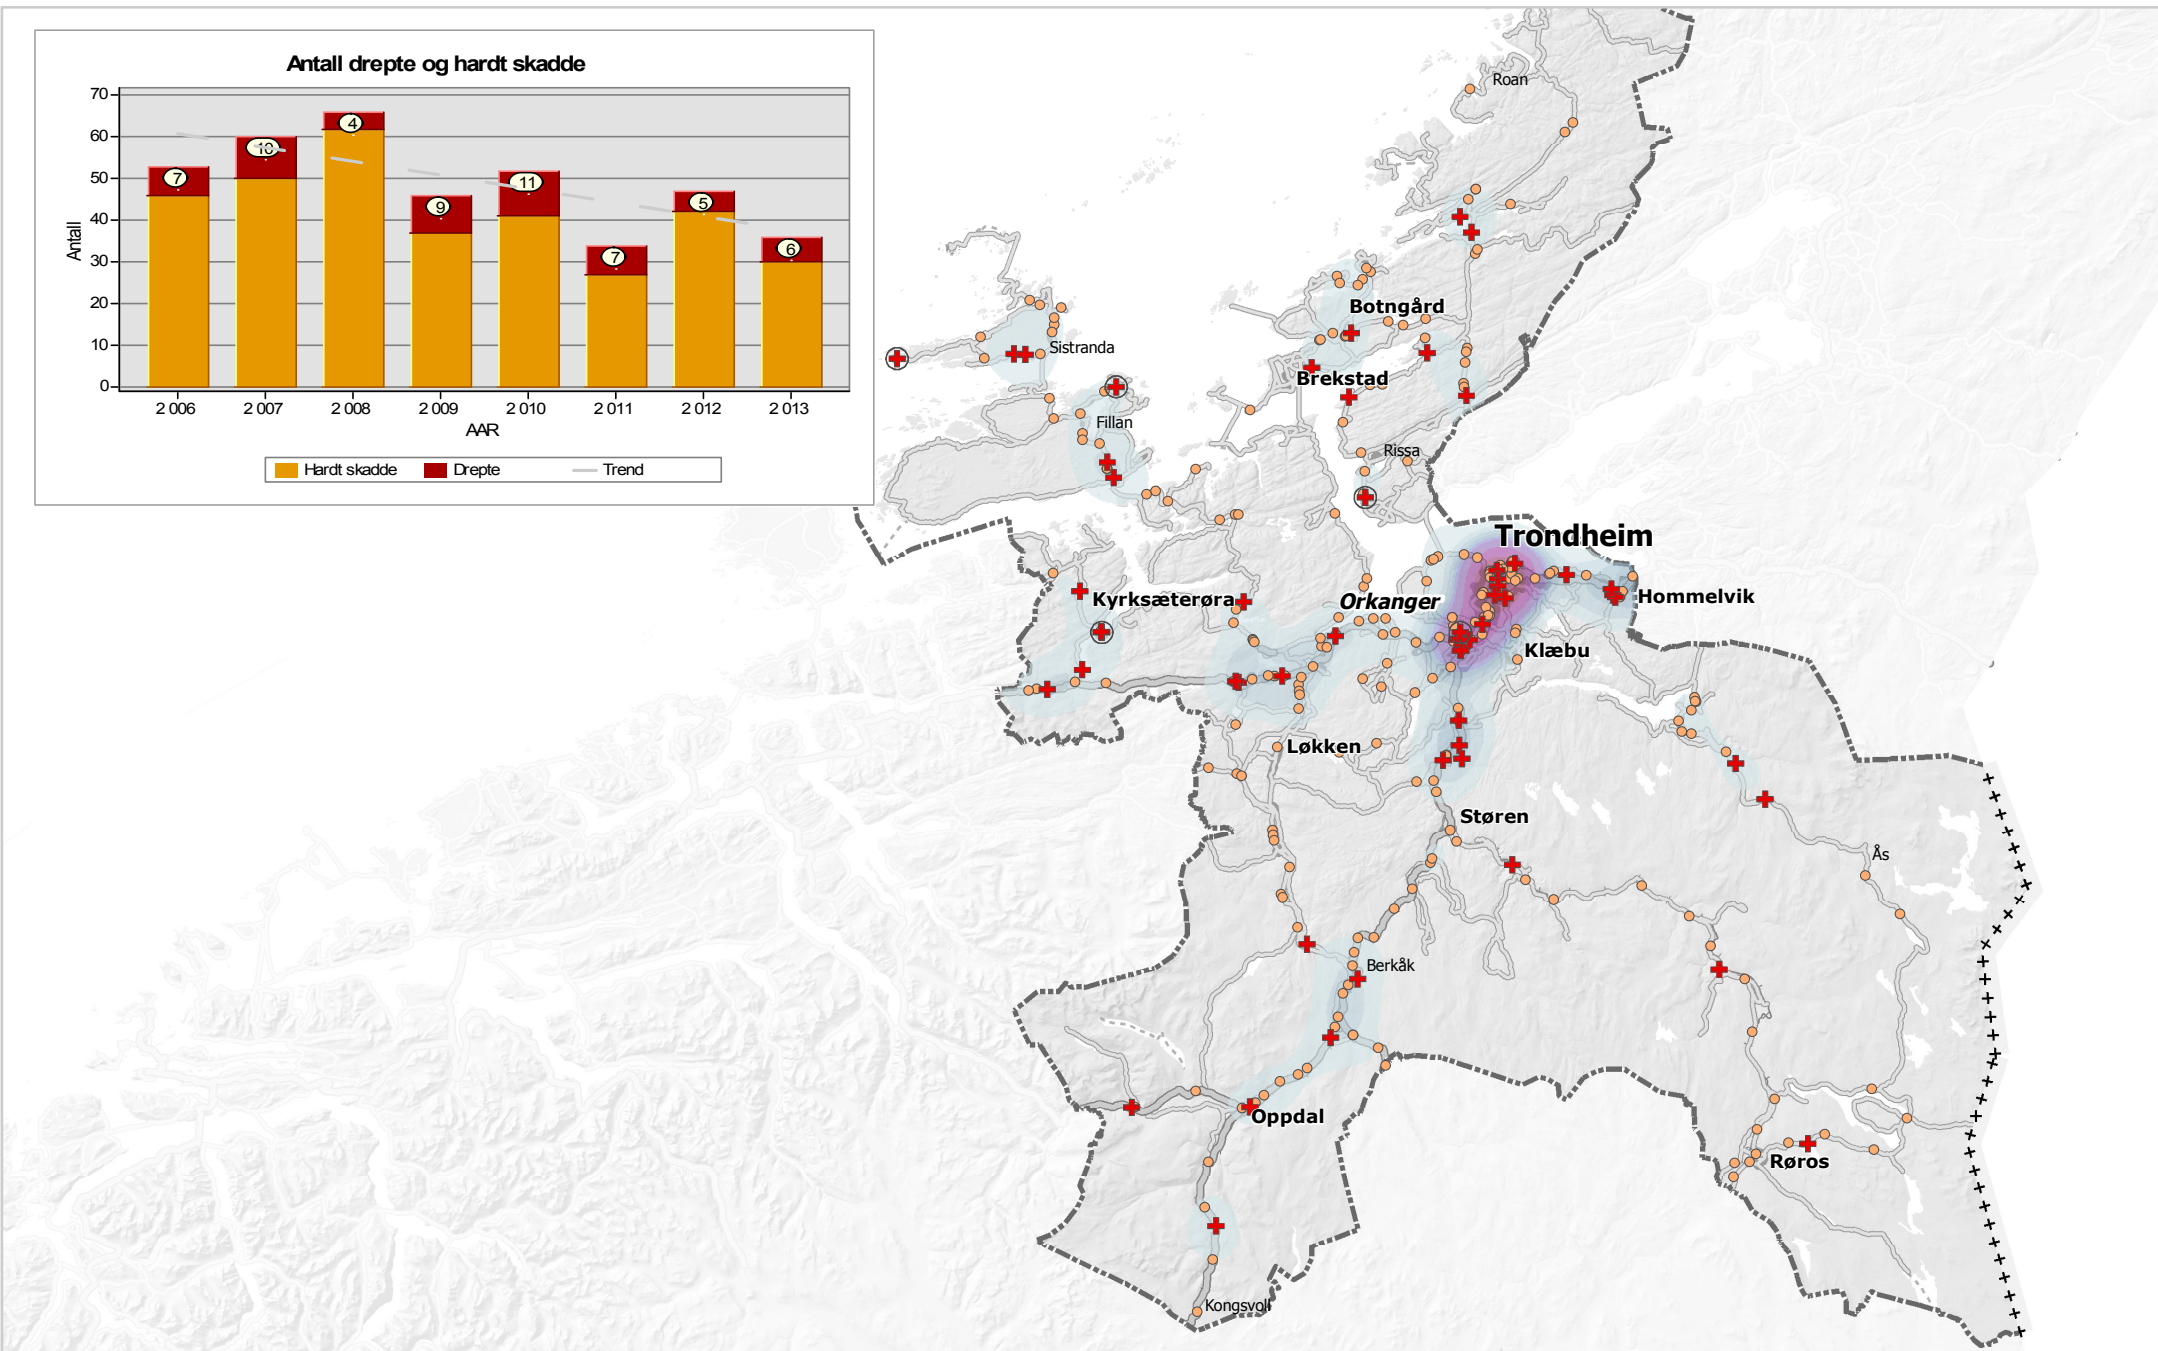 Antall drepte og hardt skadde
Antall
70
60
50
40
30
20
10
0
7
10
4
9
11
7
5
6
2 006
2 007
2 008
2 009
2 010
2 011
2 012
2 013
AAR
Hardt skadde
Drepte
Trend
Roan
Botngård
Sistranda
Brekstad
Fillan
Rissa
Trondheim
Kyrksæterøra
Orkanger
Hommelvik
Klæbu
Løkken
Støren
Ås
Berkåk
Oppdal
Røros
Kongsvoll